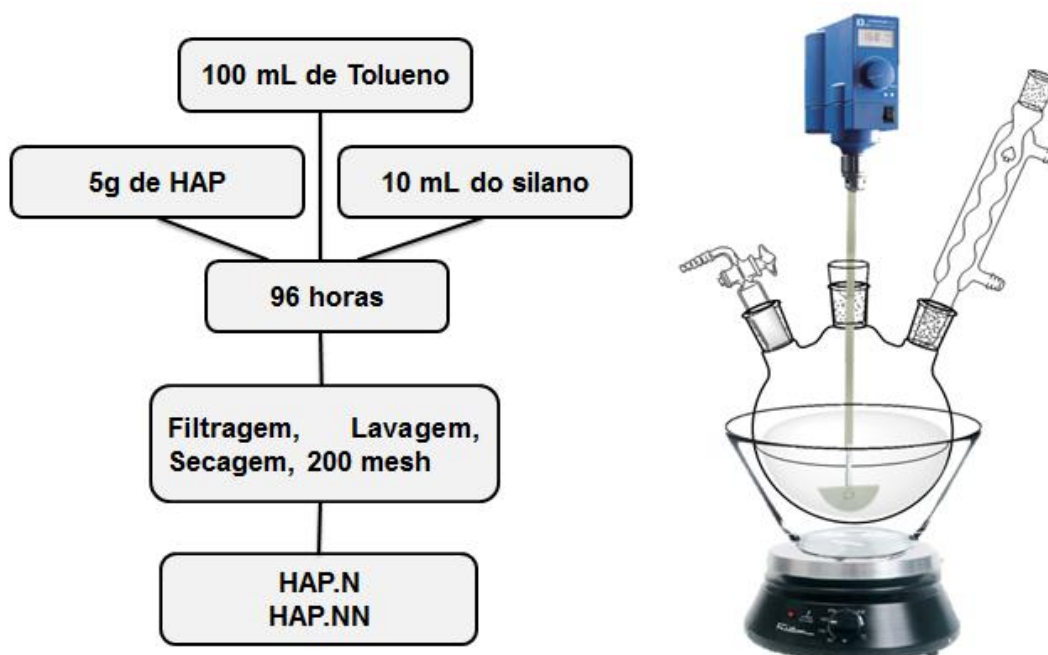 100 mL de Tolueno
5g de HAP
10 mL do silano
96 horas
Filtragem, Lavagem,
Secagem, 200 mesh
HAP.N
HAP.NN